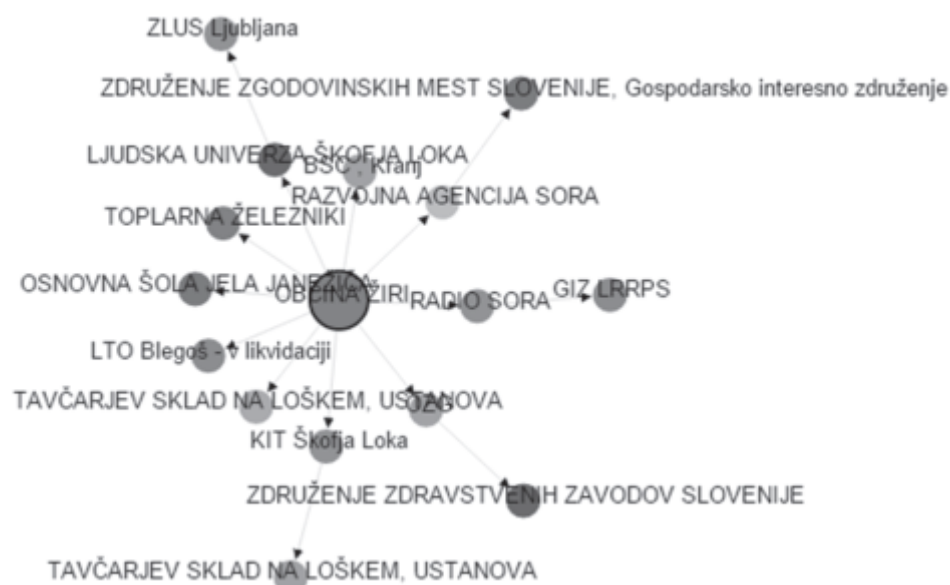 ZLUS Ljubljana
ZDRUŽENJE ZGODOVINSKIH MEST SLOVENIJE, Gospodarsko interesno združenje
LJUDSKA UNIVERZA ŠKOFJA LOKA
BSC, Kranj
RAZVOJNA AGENCIJA SORA
TOPLARNA ŽELEZNIKI
OSNOVNA ŠOLA JELA JANEŽIČA
OBČINA ŽIRI
RADIO SORA
GIZ LRRPS
LTO Blegoš - v likvidaciji
TAVČARJEV SKLAD NA LOŠKEM, USTANOVA
OZG
KIT Škofja Loka
ZDRUŽENJE ZDRAVSTVENIH ZAVODOV SLOVENIJE
TAVČARJEV SKLAD NA LOŠKEM, USTANOVA